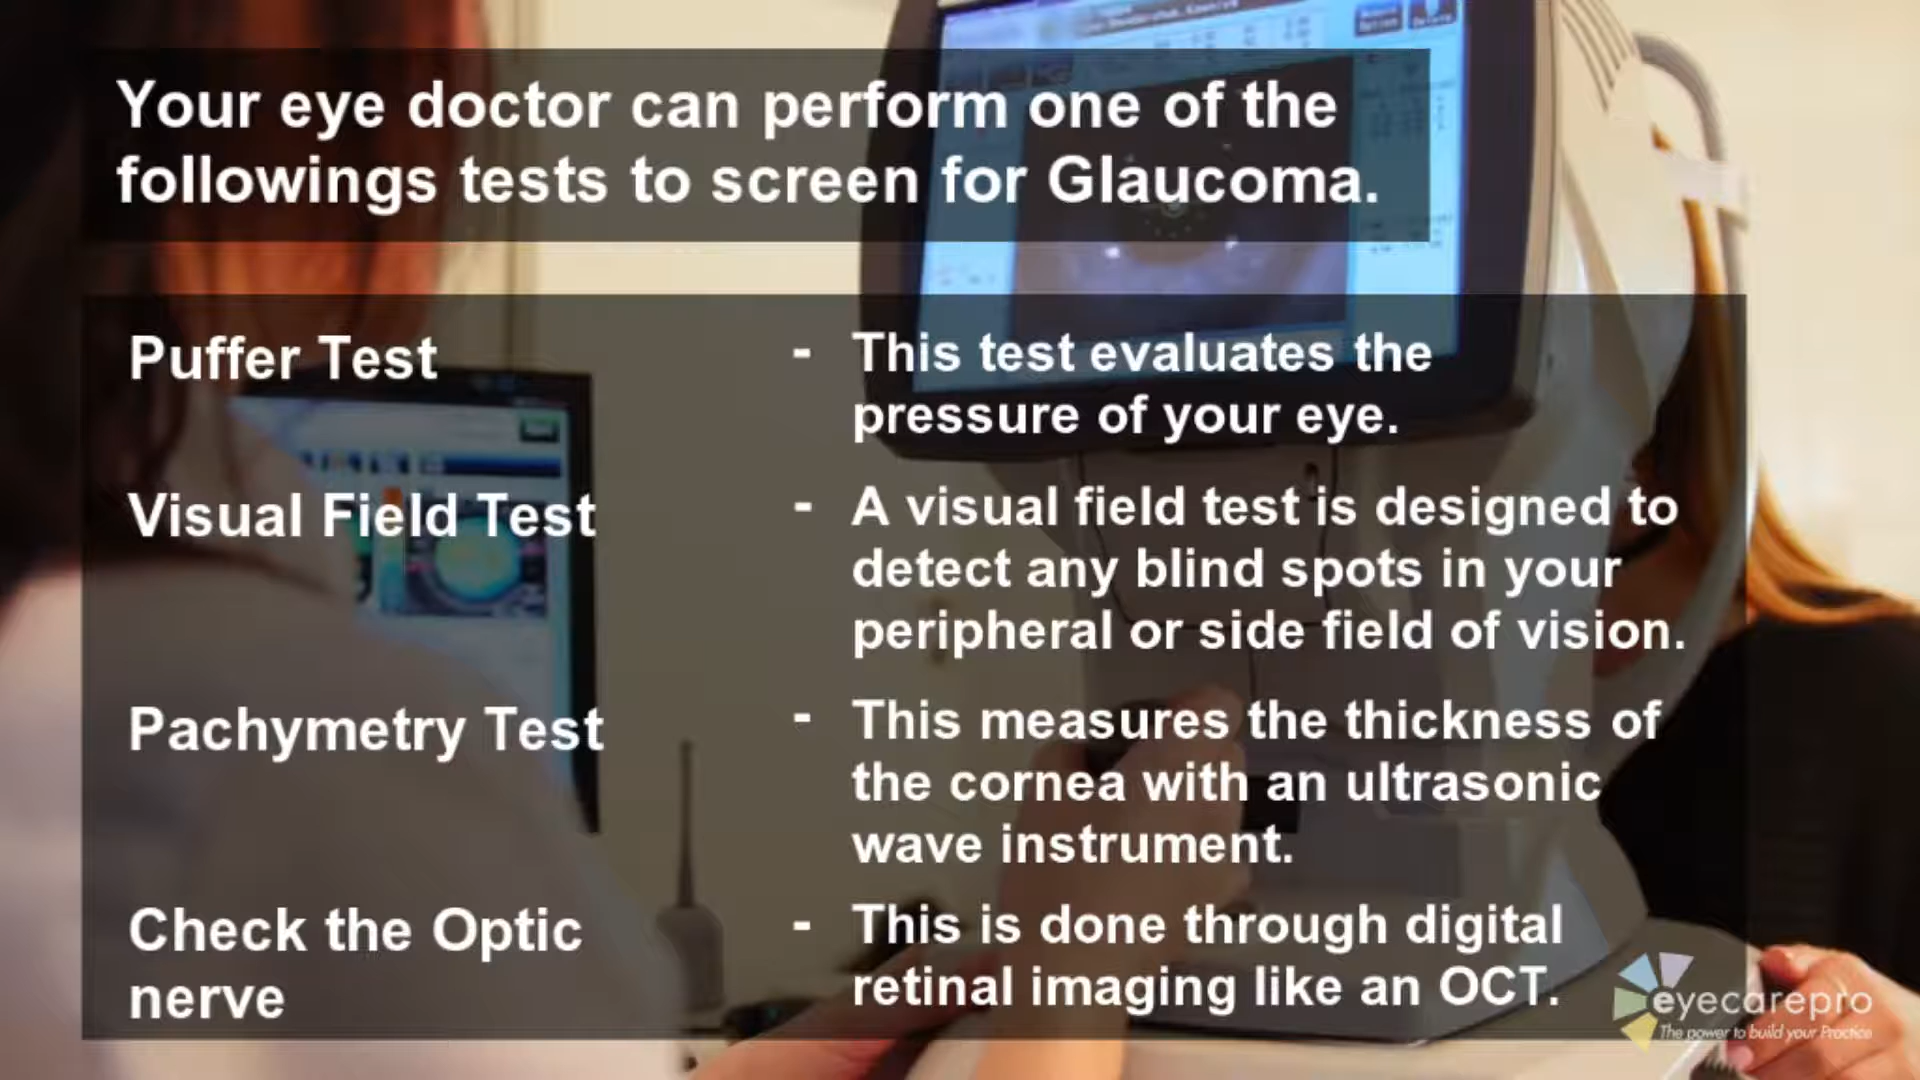 Your eye doctor can perform one of the
followings tests to screen for Glaucoma.
Puffer Test
- This test evaluates the
pressure of your eye.
Visual Field Test
- A visual field test is designed to
detect any blind spots in your
peripheral or side field of vision.
Pachymetry Test
- This measures the thickness of
the cornea with an ultrasonic
wave instrument.
Check the Optic
nerve
- This is done through digital
retinal imaging like an OCT.
eyecarepro
The power to build your Practice